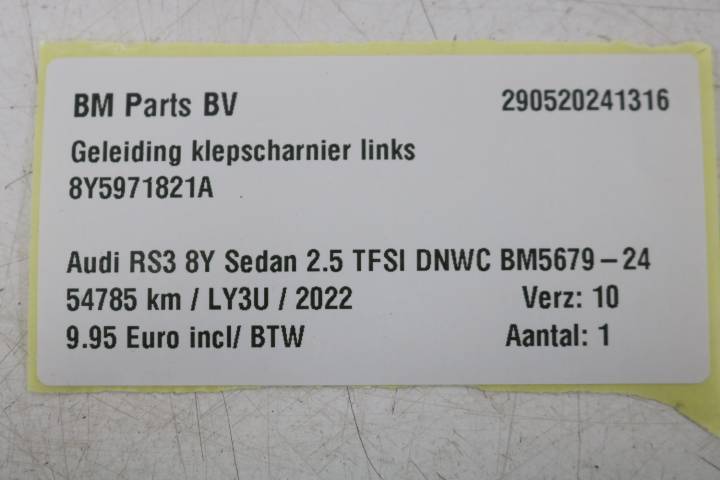 BM Parts BV 290520241316
Geleiding klepscharnier links
8Y5971821A
Audi RS3 8Y Sedan 2.5 TFSI DNWC BM5679-24
54785 km / LY3U / 2022 Verz: 10
9.95 Euro incl/ BTW Aantal: 1